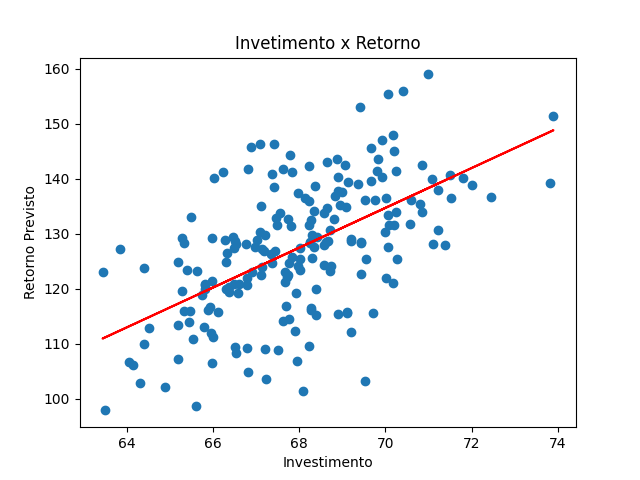 Invetimento x Retorno
160
150
140
130
120
110
100
Retorno Previsto
64 66 68 70 72 74
Investimento